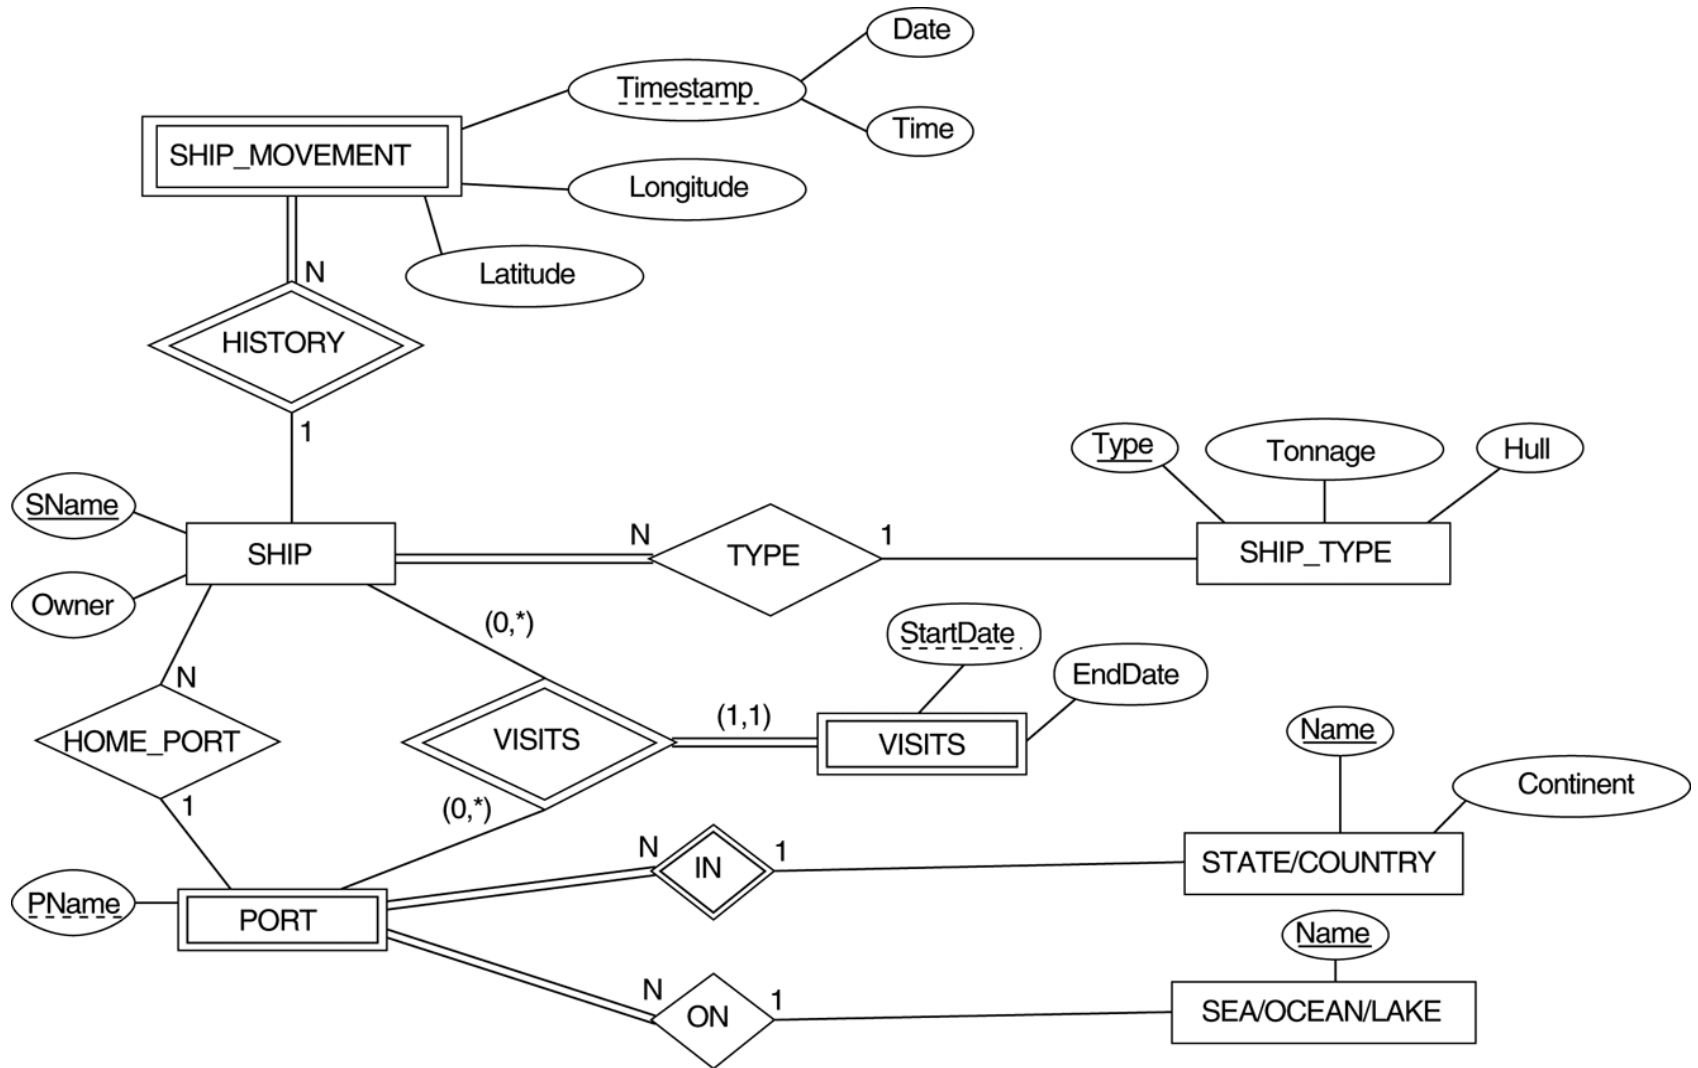 Date
Timestamp
Time
SHIP_MOVEMENT
Longitude
Latitude
N
HISTORY
1
Type
Tonnage
Hull
SName
SHIP
N
TYPE
1
SHIP_TYPE
Owner
(0,*)
StartDate
EndDate
N
(1,1)
HOME_PORT
VISITS
VISITS
Name
Continent
1
(0,*)
N
IN
1
STATE/COUNTRY
PName
PORT
Name
N
ON
1
SEA/OCEAN/LAKE